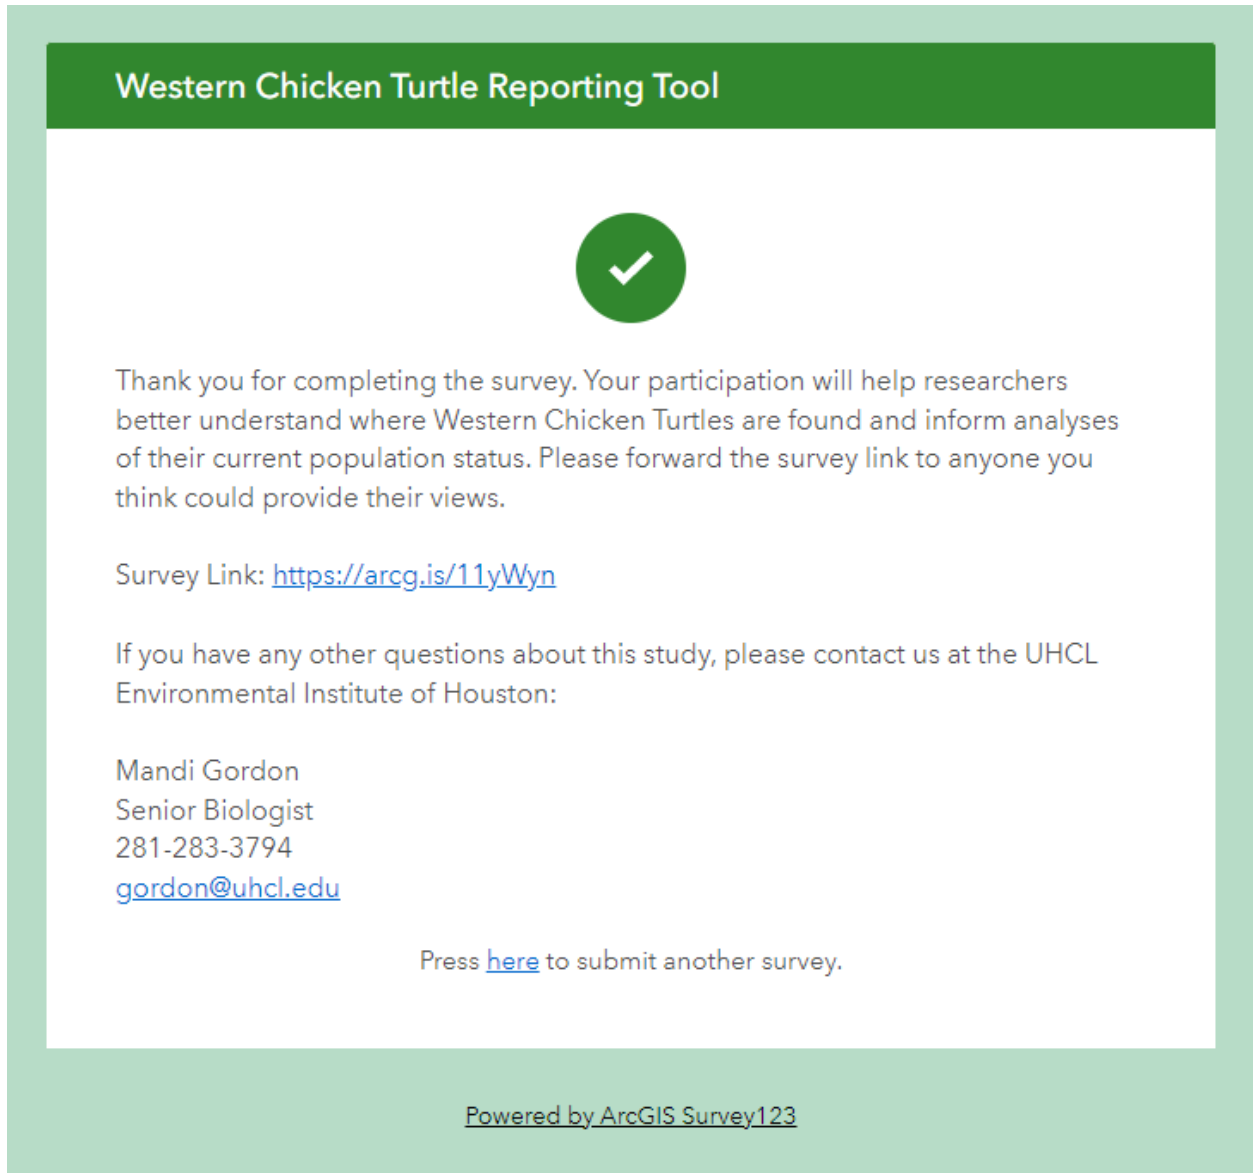 Western Chicken Turtle Reporting Tool
Thank you for completing the survey. Your participation will help researchers
better understand where Western Chicken Turtles are found and inform analyses
of their current population status. Please forward the survey link to anyone you
think could provide their views.
Survey Link: https://arcg.is/11yWyn
If you have any other questions about this study, please contact us at the UHCL
Environmental Institute of Houston:
Mandi Gordon
Senior Biologist
281-283-3794
gordon@uhcl.edu
Press here to submit another survey.
Powered by ArcGIS Survey123